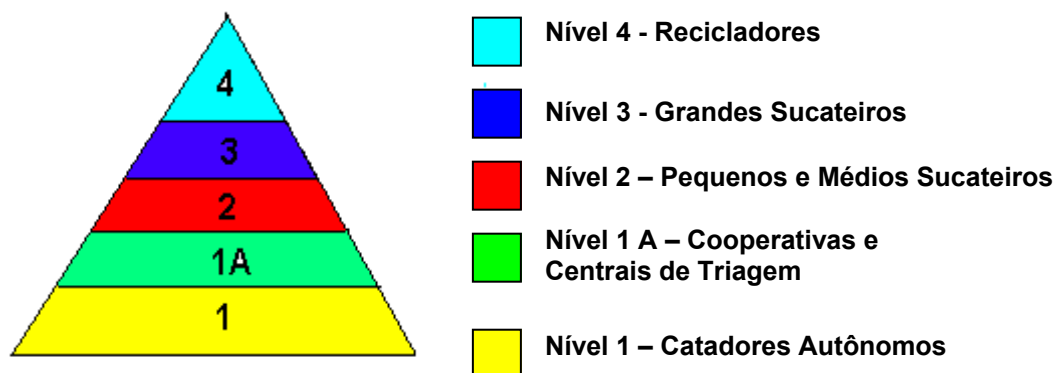 4
3
2
1A
1
Nível 4 - Recicladores
Nível 3 - Grandes Sucateiros
Nível 2 – Pequenos e Médios Sucateiros
Nível 1 A – Cooperativas e
Centrais de Triagem
Nível 1 – Catadores Autônomos